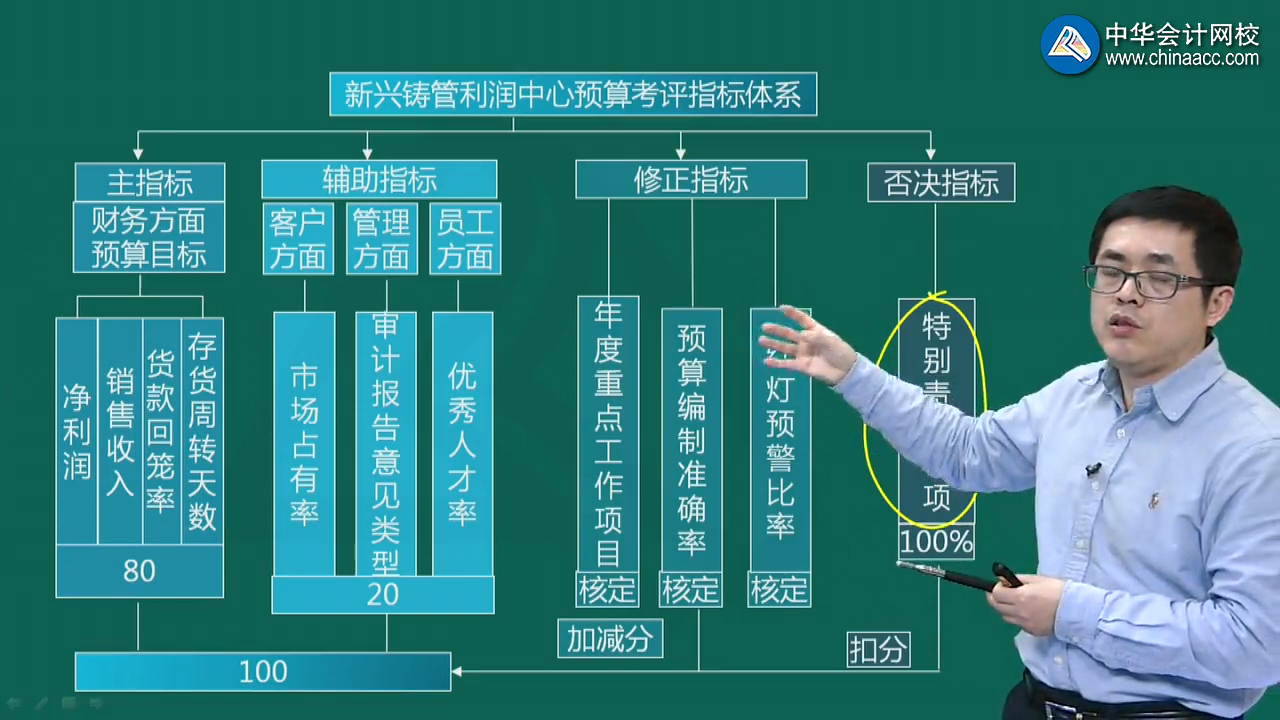 中华会计网校
www.chinaacc.com
新兴铸管利润中心预算考评指标体系
主指标
财务方面
预算目标
净利润
销售收入
货款回笼率
存货周转天数
80
辅助指标
客户
方面
管理
方面
员工
方面
市场占有率
审计报告意见类型
优秀人才率
20
修正指标
年度重点工作项目
预算编制准确率
灯预警比率
核定
核定
核定
加减分
否决指标
特别责
项
100%
扣分
100